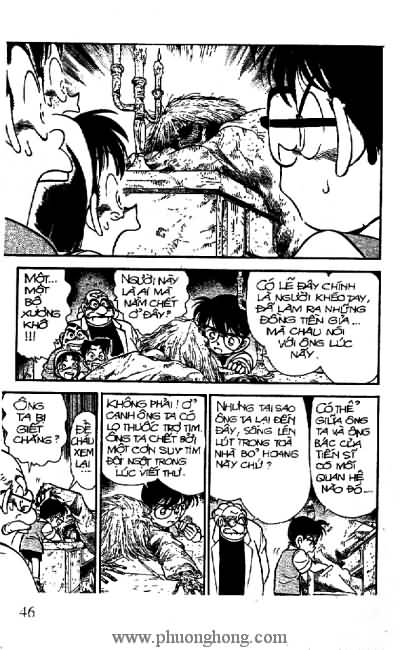 MỘT...
MỘT
BỘ
XƯƠNG
KHÔ
!!!
NGƯỜI NÀY
LÀ AI MÀ
NẰM CHẾT
Ở ĐÂY?
CÓ LẼ ĐÂY CHÍNH
LÀ NGƯỜI KHÉO TAY,
ĐÃ LÀM RA NHỮNG
ĐỒNG TIỀN GIẢ...
MÀ CHÁU NÓI
VỚI ÔNG LÚC
NÃY.
ÔNG
TA BỊ
GIẾT
CHĂNG?
ĐỂ
CHÁU
XEM
LẠI
...
KHÔNG PHẢI! Ở
CẠNH ÔNG TA CÓ
LỌ THUỐC TRỢ TIM.
ÔNG TA CHẾT BỞI
MỘT CƠN SUY TIM
ĐỘT NGỘT TRONG
LÚC VIẾT THƯ.
NHƯNG TẠI SAO
ÔNG TA LẠI ĐẾN
ĐÂY, SỐNG LÉN
LÚT TRONG TOÀ
NHÀ BỎ HOANG
NÀY CHỨ?
CÓ THỂ
GIỮA ÔNG
TA VÀ ÔNG
BÁC CỦA
TIẾN SĨ
CÓ MỐI
QUAN HỆ
NÀO ĐÓ...
46
www.phuonghong.com